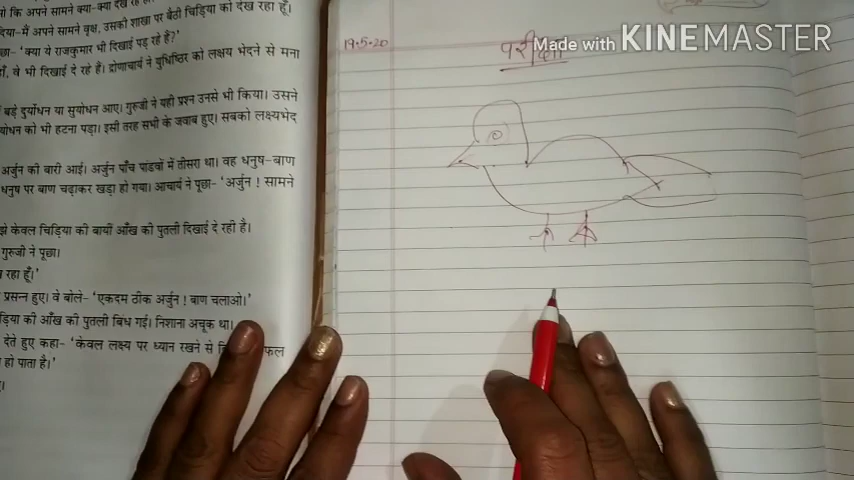 गो कि अपने सामने क्या-क्या देख रहे ह
दिया- मैं अपने सामने वृक्ष, उसकी शाखा पर बैठी चिड़िया को देख रहा हूँ।
छा- 'क्या ये राजकुमार भी दिखाई पड़ रहे हैं?'
हाँ, वे भी दिखाई दे रहे हैं। द्रोणाचार्य ने युधिष्ठिर को लक्ष्य भेदने से मना
बड़े दुर्योधन या सुयोधन आए। गुरूजी ने यही प्रश्न उनसे भी किया। उसने
योधन को भी हटना पड़ा। इसी तरह सभी के जवाब हुए। सबको लक्ष्यभेद
अर्जुन की बारी आई। अर्जुन पाँच पांडवों में तीसरा था। वह धनुष-बाण
धनुष पर बाण चढ़ाकर खड़ा हो गया। आचार्य ने पूछा- 'अर्जुन ! सामने
झे केवल चिड़िया की बायीं आँख की पुतली दिखाई दे रही है।
गुरूजी ने पूछा।
रहा हूँ।'
प्रसन्न हुए। वे बोले- 'एकदम ठीक अर्जुन ! बाण चलाओ।'
ड़िया की आँख की पुतली बिंध गई। निशाना अचूक था।
देते हुए कहा- 'केवल लक्ष्य पर ध्यान रखने से फल
हो पाता है।'
19.5.20
परीक्षा
Made with KINEMASTER